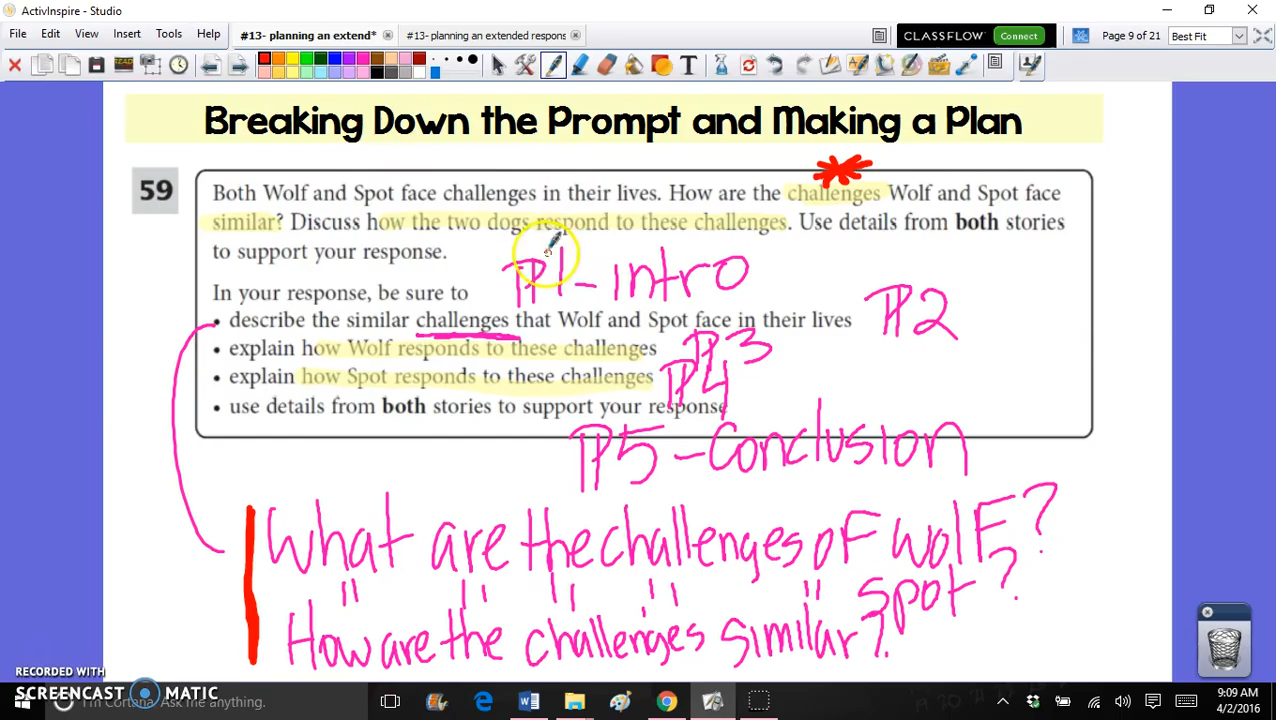 ActivInspire - Studio
File Edit View Insert Tools Help
#13- planning an extend*
#13- planning an extended respons
CLASSFLOW Connect
Page 9 of 21
Best Fit
Breaking Down the Prompt and Making a Plan
59
Both Wolf and Spot face challenges in their lives. How are the challenges Wolf and Spot face
similar? Discuss how the two dogs respond to these challenges. Use details from both stories
to support your response.
P1 - intro
In your response, be sure to
• describe the similar challenges that Wolf and Spot face in their lives
P2
• explain how Wolf responds to these challenges
P3
• explain how Spot responds to these challenges
P4
• use details from both stories to support your response
P5 - Conclusion
What are the challenges of wolf?
" " " " " spot?
How are the challenges similar?
RECORDED WITH
SCREENCAST MATIC
I'm Cortana. Ask me anything.
9:09 AM
4/2/2016